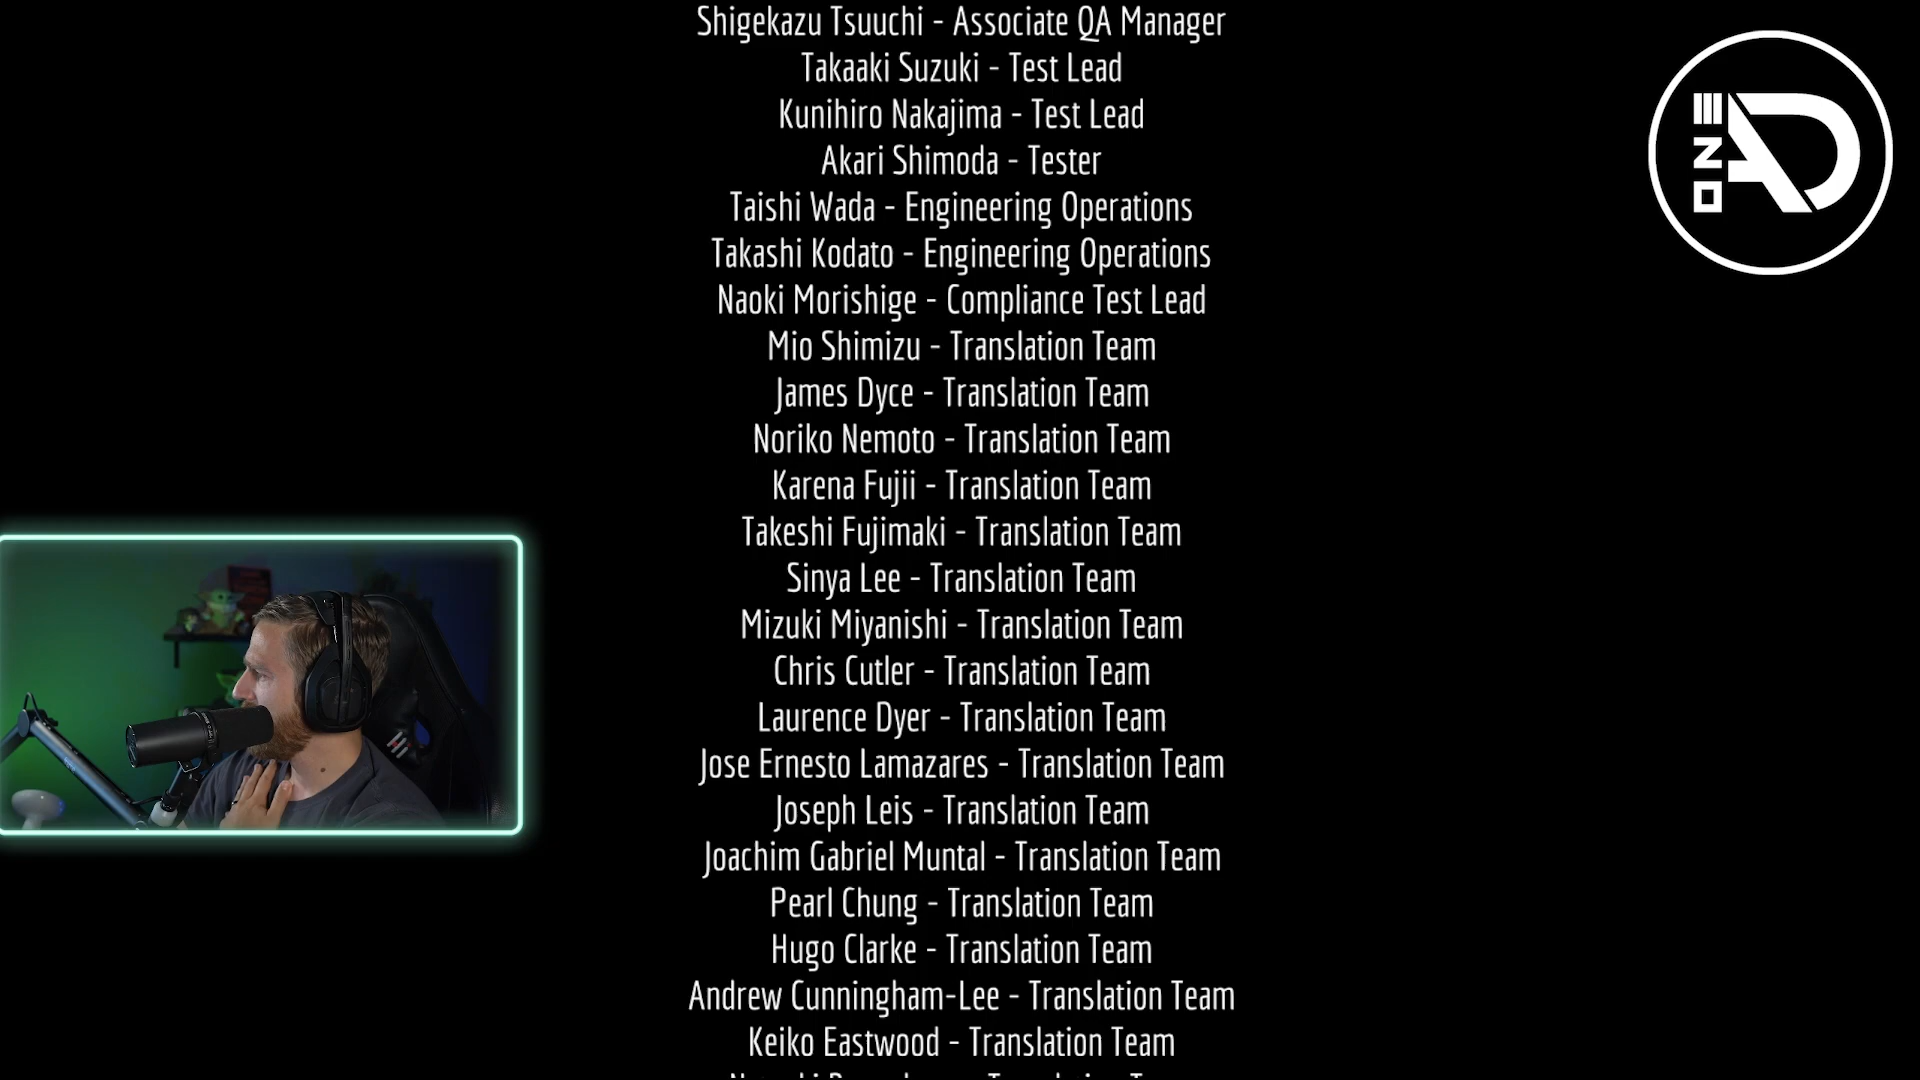 Shigekazu Tsuuchi - Associate QA Manager
Takaaki Suzuki - Test Lead
Kunihiro Nakajima - Test Lead
Akari Shimoda - Tester
Taishi Wada - Engineering Operations
Takashi Kodato - Engineering Operations
Naoki Morishige - Compliance Test Lead
Mio Shimizu - Translation Team
James Dyce - Translation Team
Noriko Nemoto - Translation Team
Karena Fujii - Translation Team
Takeshi Fujimaki - Translation Team
Sinya Lee - Translation Team
Mizuki Miyanishi - Translation Team
Chris Cutler - Translation Team
Laurence Dyer - Translation Team
Jose Ernesto Lamazares - Translation Team
Joseph Leis - Translation Team
Joachim Gabriel Muntal - Translation Team
Pearl Chung - Translation Team
Hugo Clarke - Translation Team
Andrew Cunningham-Lee - Translation Team
Keiko Eastwood - Translation Team
ONE AD